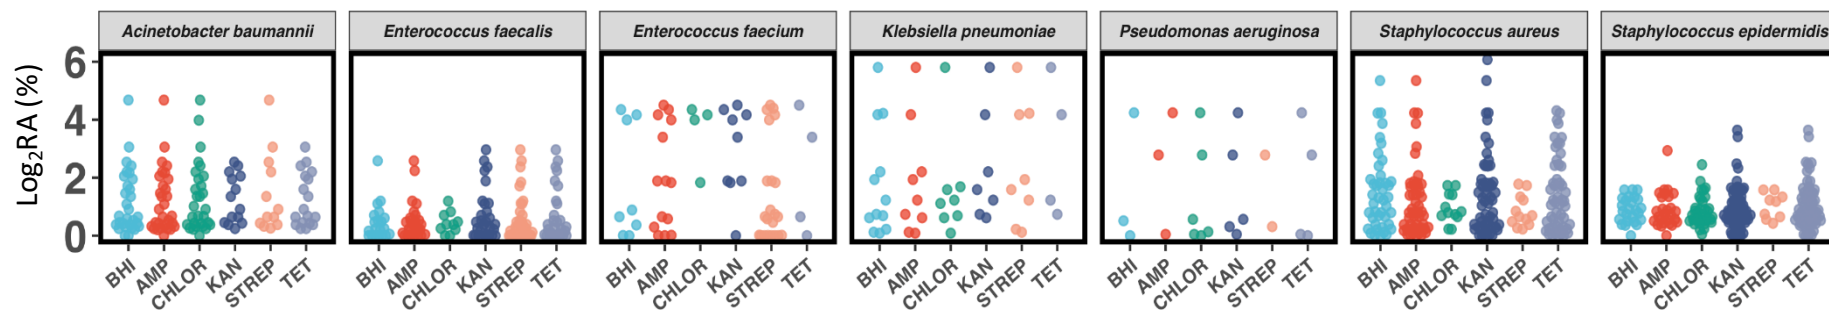 Acinetobacter baumannii
Enterococcus faecalis
Enterococcus faecium
Klebsiella pneumoniae
Pseudomonas aeruginosa
Staphylococcus aureus
Staphylococcus epidermidis
Log2RA (%)
6
4
2
0
BHI AMP CHLOR KAN STREP TET
BHI AMP CHLOR KAN STREP TET
BHI AMP CHLOR KAN STREP TET
BHI AMP CHLOR KAN STREP TET
BHI AMP CHLOR KAN STREP TET
BHI AMP CHLOR KAN STREP TET
BHI AMP CHLOR KAN STREP TET